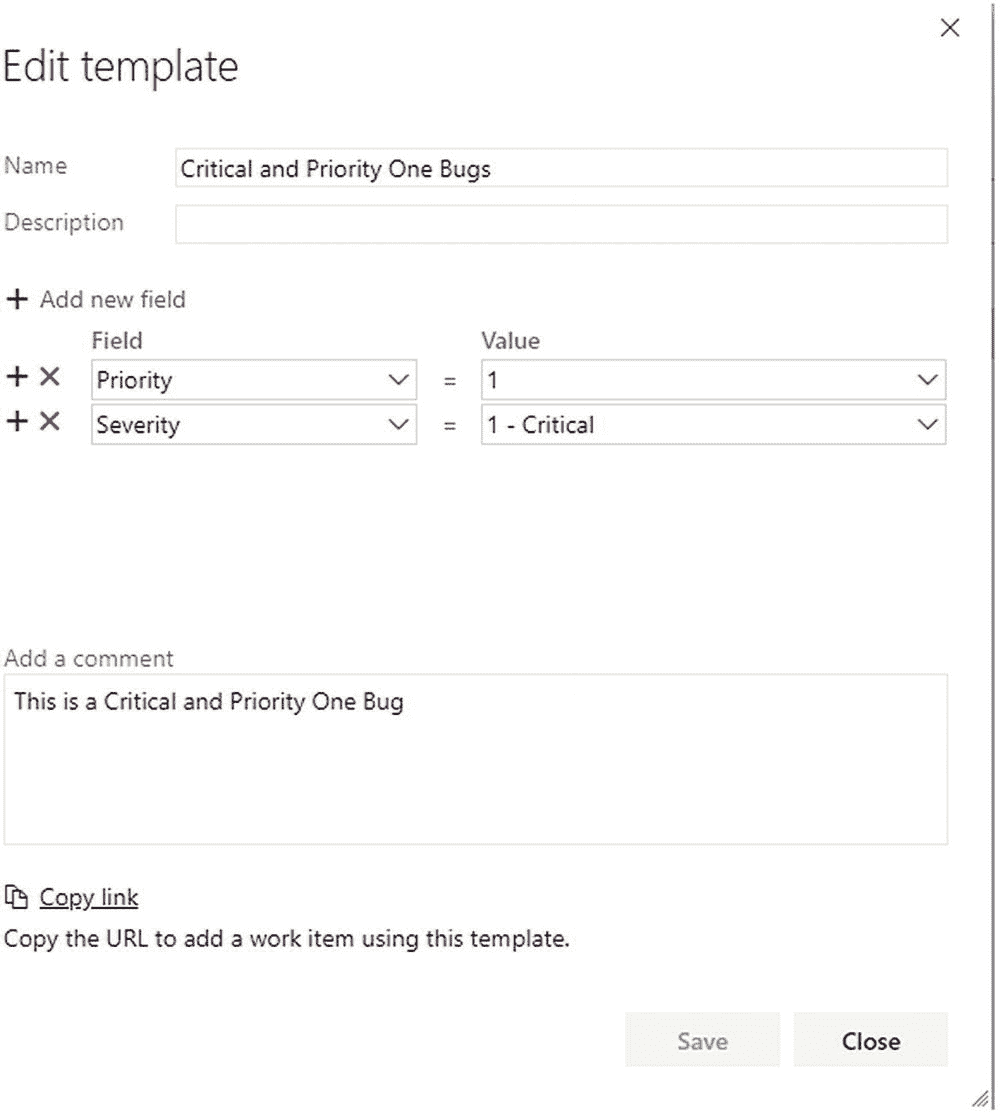 Edit template
Name Critical and Priority One Bugs
Description
Add new field
Field Value
Priority = 1
Severity = 1 - Critical
Add a comment
This is a Critical and Priority One Bug
Copy link
Copy the URL to add a work item using this template.
Save Close